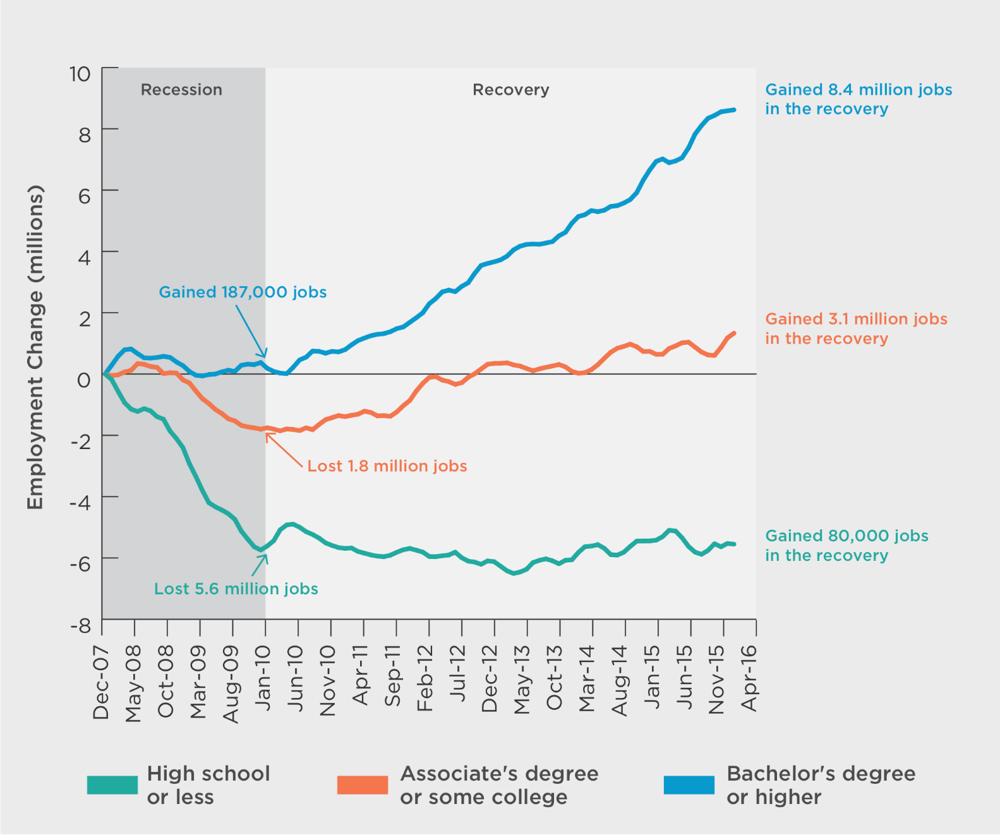 10
8
6
4
2
0
-2
-4
-6
-8
Employment Change (millions)
Recession
Recovery
Gained 187,000 jobs
Lost 1.8 million jobs
Lost 5.6 million jobs
Gained 8.4 million jobs
in the recovery
Gained 3.1 million jobs
in the recovery
Gained 80,000 jobs
in the recovery
Dec-07
May-08
Oct-08
Mar-09
Aug-09
Jan-10
Jun-10
Nov-10
Apr-11
Sep-11
Feb-12
Jul-12
Dec-12
May-13
Oct-13
Mar-14
Aug-14
Jan-15
Jun-15
Nov-15
Apr-16
High school
or less
Associate's degree
or some college
Bachelor's degree
or higher